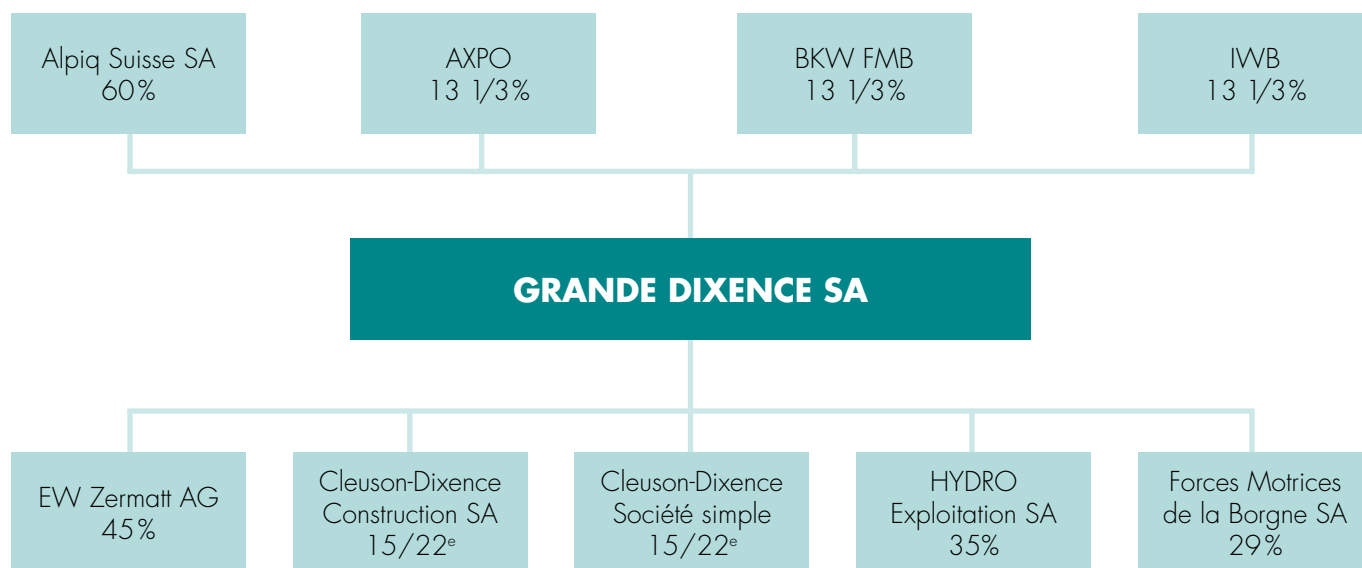 Alpiq Suisse SA
60%
AXPO
13 1/3%
BKW FMB
13 1/3%
IWB
13 1/3%
GRANDE DIXENCE SA
EW Zermatt AG
45%
Cleuson-Dixence
Construction SA
15/22ᵉ
Cleuson-Dixence
Société simple
15/22ᵉ
HYDRO
Exploitation SA
35%
Forces Motrices
de la Borgne SA
29%